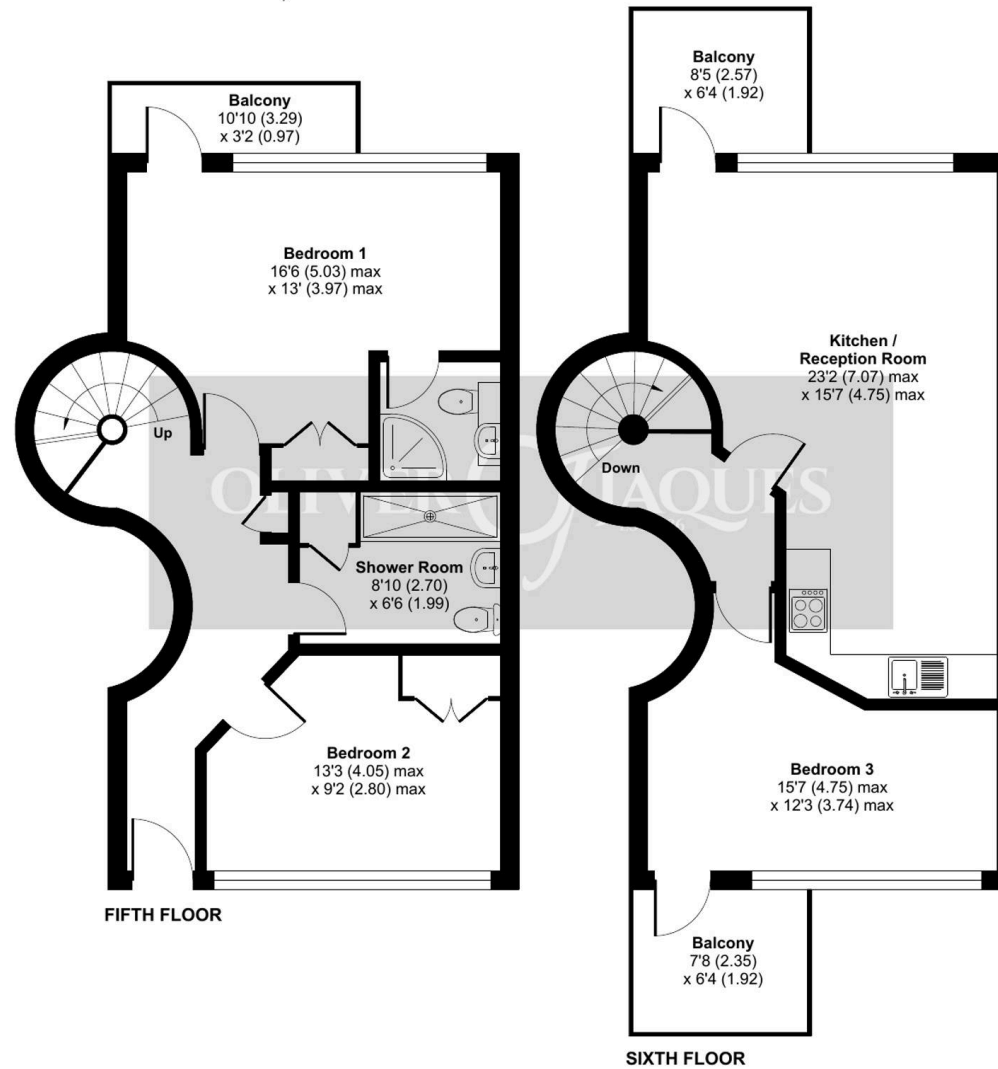 Balcony
8'5 (2.57)
x 6'4 (1.92)
Balcony
10'10 (3.29)
x 3'2 (0.97)
Bedroom 1
16'6 (5.03) max
x 13' (3.97) max
Kitchen /
Reception Room
23'2 (7.07) max
x 15'7 (4.75) max
Up
Down
OLIVER JAQUES
Shower Room
8'10 (2.70)
x 6'6 (1.99)
Bedroom 2
13'3 (4.05) max
x 9'2 (2.80) max
Bedroom 3
15'7 (4.75) max
x 12'3 (3.74) max
FIFTH FLOOR
Balcony
7'8 (2.35)
x 6'4 (1.92)
SIXTH FLOOR